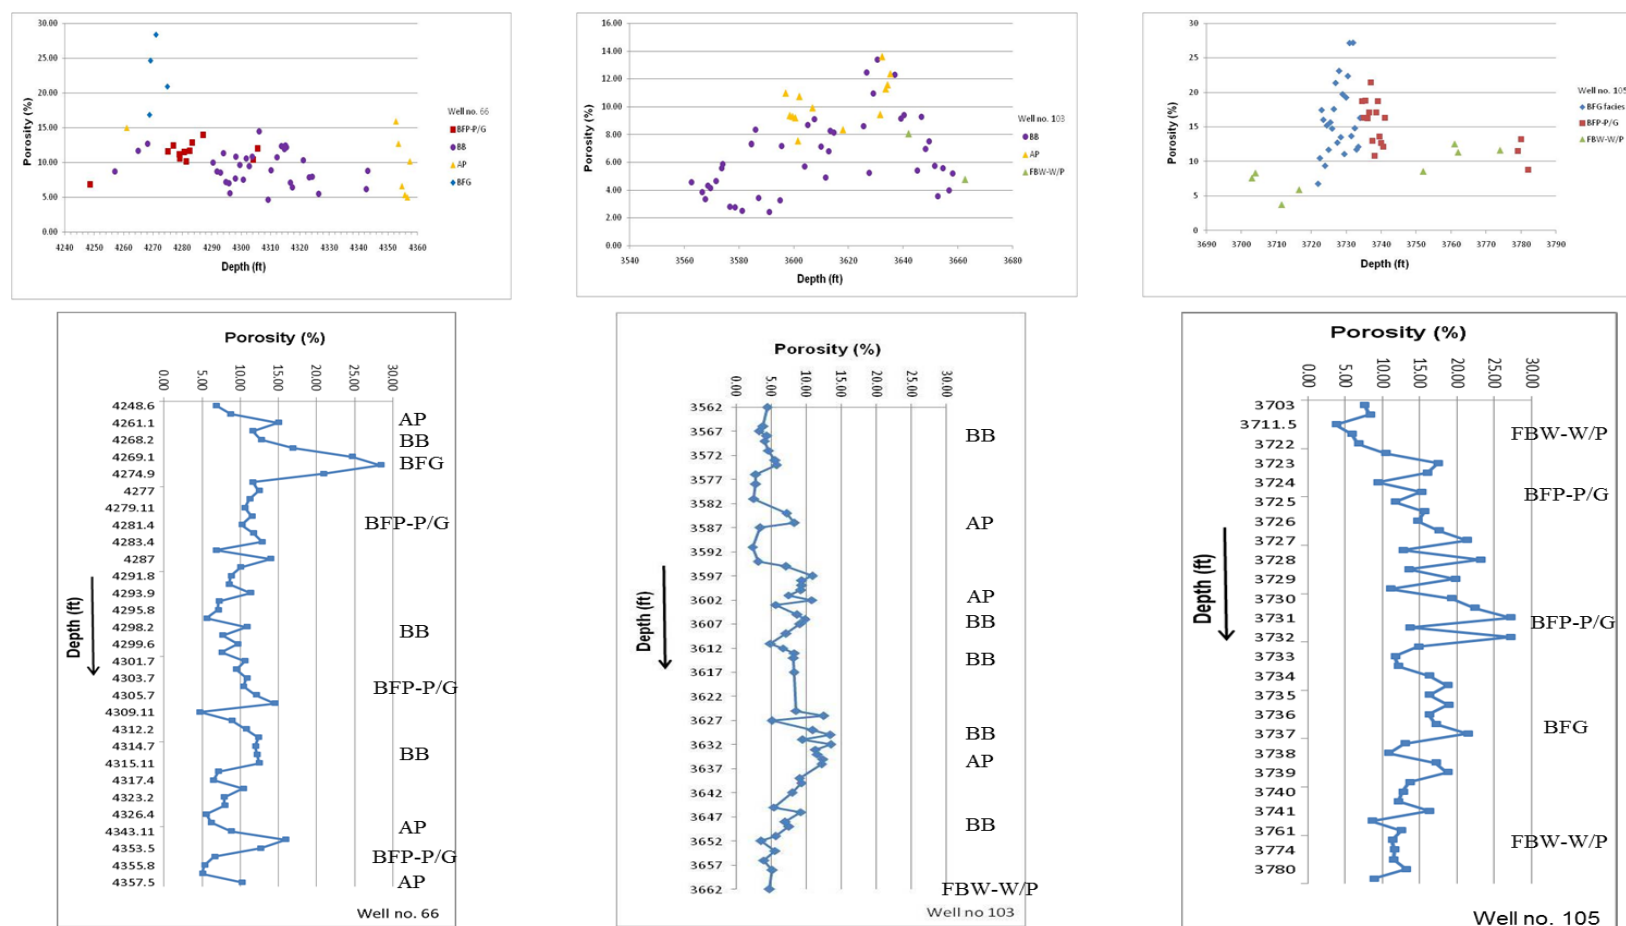 30.00
25.00
20.00
15.00
10.00
5.00
0.00
Porosity (%)
4240 4250 4260 4270 4280 4290 4300 4310 4320 4330 4340 4350 4360
Depth (ft)
Well no. 66
BFP-P/G
BB
AP
BFG
16.00
14.00
12.00
10.00
8.00
6.00
4.00
2.00
0.00
Porosity (%)
3540 3560 3580 3600 3620 3640 3660 3680
Depth (ft)
Well no. 103
BB
AP
FBW-W/P
30
25
20
15
10
5
0
Porosity (%)
3690 3700 3710 3720 3730 3740 3750 3760 3770 3780 3790
Depth (ft)
Well no. 105
BFG facies
BFP-P/G
FBW-W/P
Porosity (%)
0.00 5.00 10.00 15.00 20.00 25.00 30.00
4248.6
4261.1
4268.2
4269.1
4274.9
4277
4279.11
4281.4
4283.4
4287
4291.8
4293.9
4295.8
4298.2
4299.6
4301.7
4303.7
4305.7
4309.11
4312.2
4314.7
4315.11
4317.4
4323.2
4326.4
4343.11
4353.5
4355.8
4357.5
Depth (ft)
AP
BB
BFG
BFP-P/G
BB
BFP-P/G
BB
AP
BFP-P/G
AP
Well no. 66
Porosity (%)
0.00 5.00 10.00 15.00 20.00 25.00 30.00
3562
3567
3572
3577
3582
3587
3592
3597
3602
3607
3612
3617
3622
3627
3632
3637
3642
3647
3652
3657
3662
Depth (ft)
BB
AP
AP
BB
BB
BB
AP
BB
FBW-W/P
Well no 103
Porosity (%)
0.00 5.00 10.00 15.00 20.00 25.00 30.00
3703
3711.5
3722
3723
3724
3725
3726
3727
3728
3729
3730
3731
3732
3733
3734
3735
3736
3737
3738
3739
3740
3741
3761
3774
3780
Depth (ft)
FBW-W/P
BFP-P/G
BFP-P/G
BFG
FBW-W/P
Well no. 105